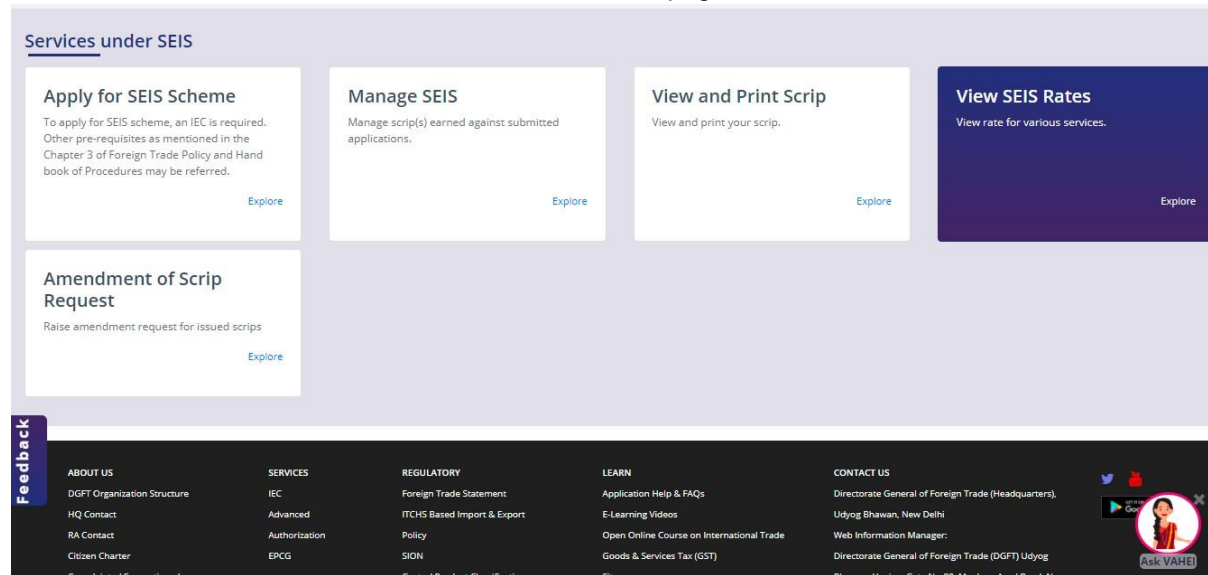 Services under SEIS
Apply for SEIS Scheme
To apply for SEIS scheme, an IEC is required.
Other pre-requisites as mentioned in the
Chapter 3 of Foreign Trade Policy and Hand
book of Procedures may be referred.
Explore
Manage SEIS
Manage scrip(s) earned against submitted
applications.
Explore
View and Print Scrip
View and print your scrip.
Explore
View SEIS Rates
View rate for various services.
Explore
Amendment of Scrip
Request
Raise amendment request for issued scrips
Explore
Feedback
ABOUT US
DGFT Organization Structure
HQ Contact
RA Contact
Citizen Charter
SERVICES
IEC
Advanced
Authorization
EPCG
REGULATORY
Foreign Trade Statement
ITCHS Based Import & Export
Policy
SION
LEARN
Application Help & FAQs
E-Learning Videos
Open Online Course on International Trade
Goods & Services Tax (GST)
CONTACT US
Directorate General of Foreign Trade (Headquarters),
Udyog Bhawan, New Delhi
Web Information Manager:
Directorate General of Foreign Trade (DGFT) Udyog
Ask VAHEI